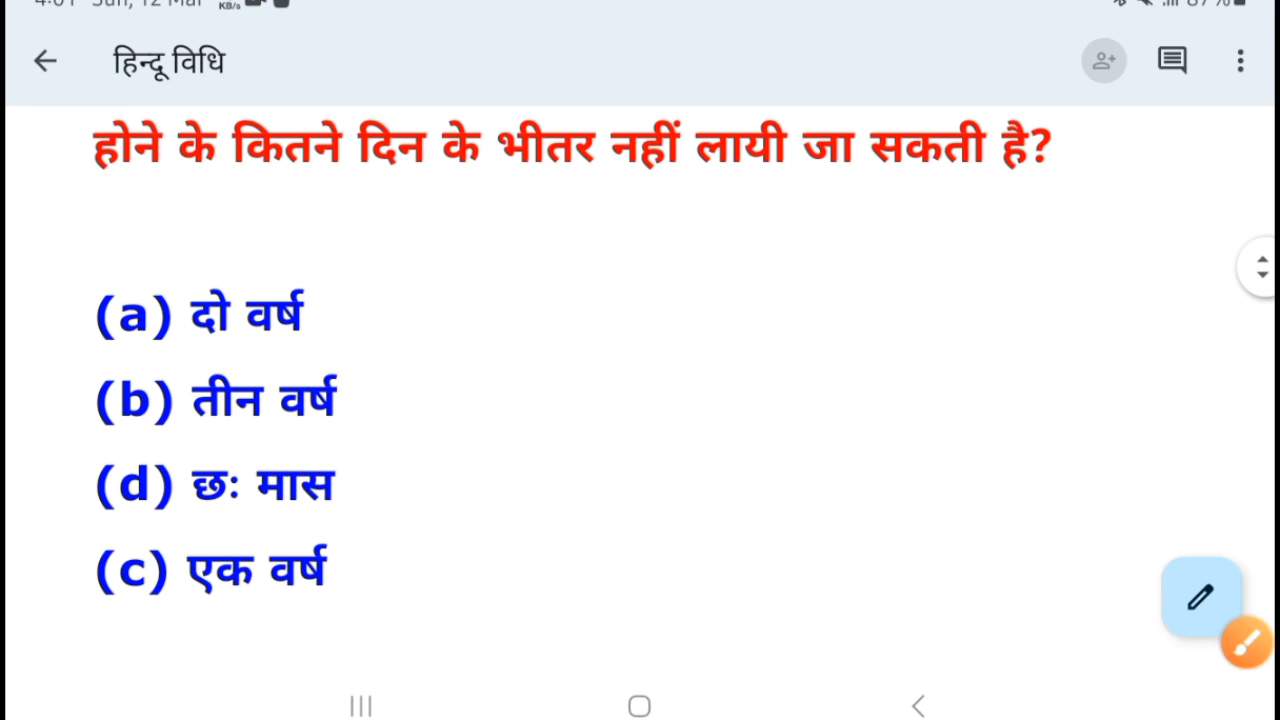 हिन्दू विधि
होने के कितने दिन के भीतर नहीं लायी जा सकती है?
(a) दो वर्ष
(b) तीन वर्ष
(d) छः मास
(c) एक वर्ष